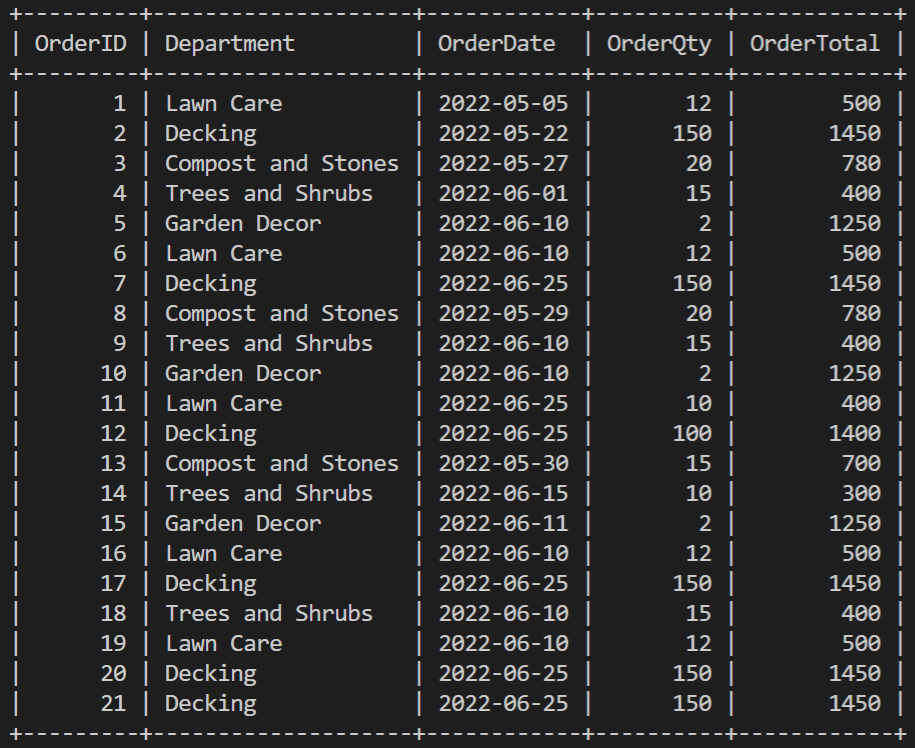 +---------+---------------------+------------+----------+------------+
| OrderID | Department          | OrderDate  | OrderQty | OrderTotal |
+---------+---------------------+------------+----------+------------+
|       1 | Lawn Care           | 2022-05-05 |       12 |        500 |
|       2 | Decking             | 2022-05-22 |      150 |       1450 |
|       3 | Compost and Stones  | 2022-05-27 |       20 |        780 |
|       4 | Trees and Shrubs    | 2022-06-01 |       15 |        400 |
|       5 | Garden Decor        | 2022-06-10 |        2 |       1250 |
|       6 | Lawn Care           | 2022-06-10 |       12 |        500 |
|       7 | Decking             | 2022-06-25 |      150 |       1450 |
|       8 | Compost and Stones  | 2022-05-29 |       20 |        780 |
|       9 | Trees and Shrubs    | 2022-06-10 |       15 |        400 |
|      10 | Garden Decor        | 2022-06-10 |        2 |       1250 |
|      11 | Lawn Care           | 2022-06-25 |       10 |        400 |
|      12 | Decking             | 2022-06-25 |      100 |       1400 |
|      13 | Compost and Stones  | 2022-05-30 |       15 |        700 |
|      14 | Trees and Shrubs    | 2022-06-15 |       10 |        300 |
|      15 | Garden Decor        | 2022-06-11 |        2 |       1250 |
|      16 | Lawn Care           | 2022-06-10 |       12 |        500 |
|      17 | Decking             | 2022-06-25 |      150 |       1450 |
|      18 | Trees and Shrubs    | 2022-06-10 |       15 |        400 |
|      19 | Lawn Care           | 2022-06-10 |       12 |        500 |
|      20 | Decking             | 2022-06-25 |      150 |       1450 |
|      21 | Decking             | 2022-06-25 |      150 |       1450 |
+---------+---------------------+------------+----------+------------+